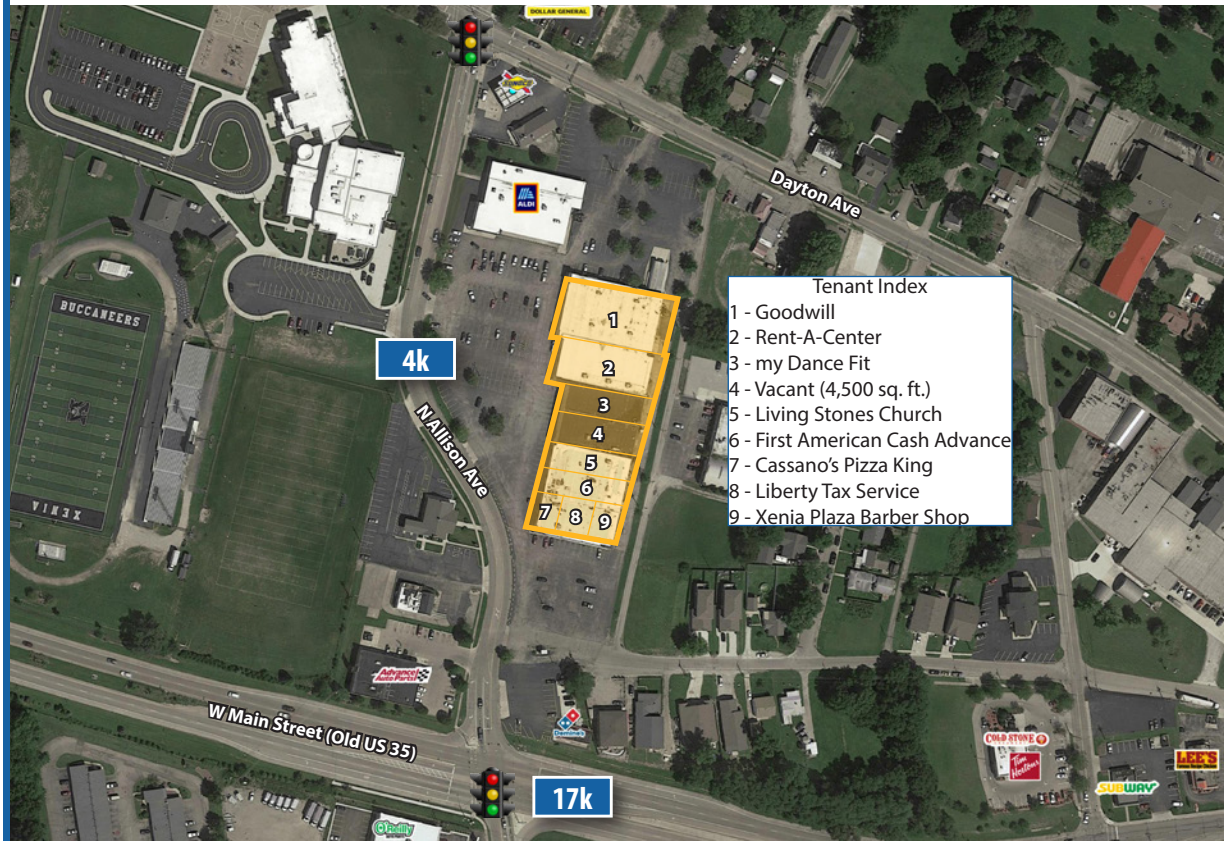 DOLLAR GENERAL
SUNOCO
ALDI
Dayton Ave
BUCCANEERS
XENIA
4k
N Allison Ave
1
2
3
4
5
6
7
8
9
Tenant Index
1 - Goodwill
2 - Rent-A-Center
3 - my Dance Fit
4 - Vacant (4,500 sq. ft.)
5 - Living Stones Church
6 - First American Cash Advance
7 - Cassano’s Pizza King
8 - Liberty Tax Service
9 - Xenia Plaza Barber Shop
Advance
Auto Parts
W Main Street (Old US 35)
Domino's
17k
O'Reilly
COLD STONE
Tim
Hortons
SUBWAY
LEE'S